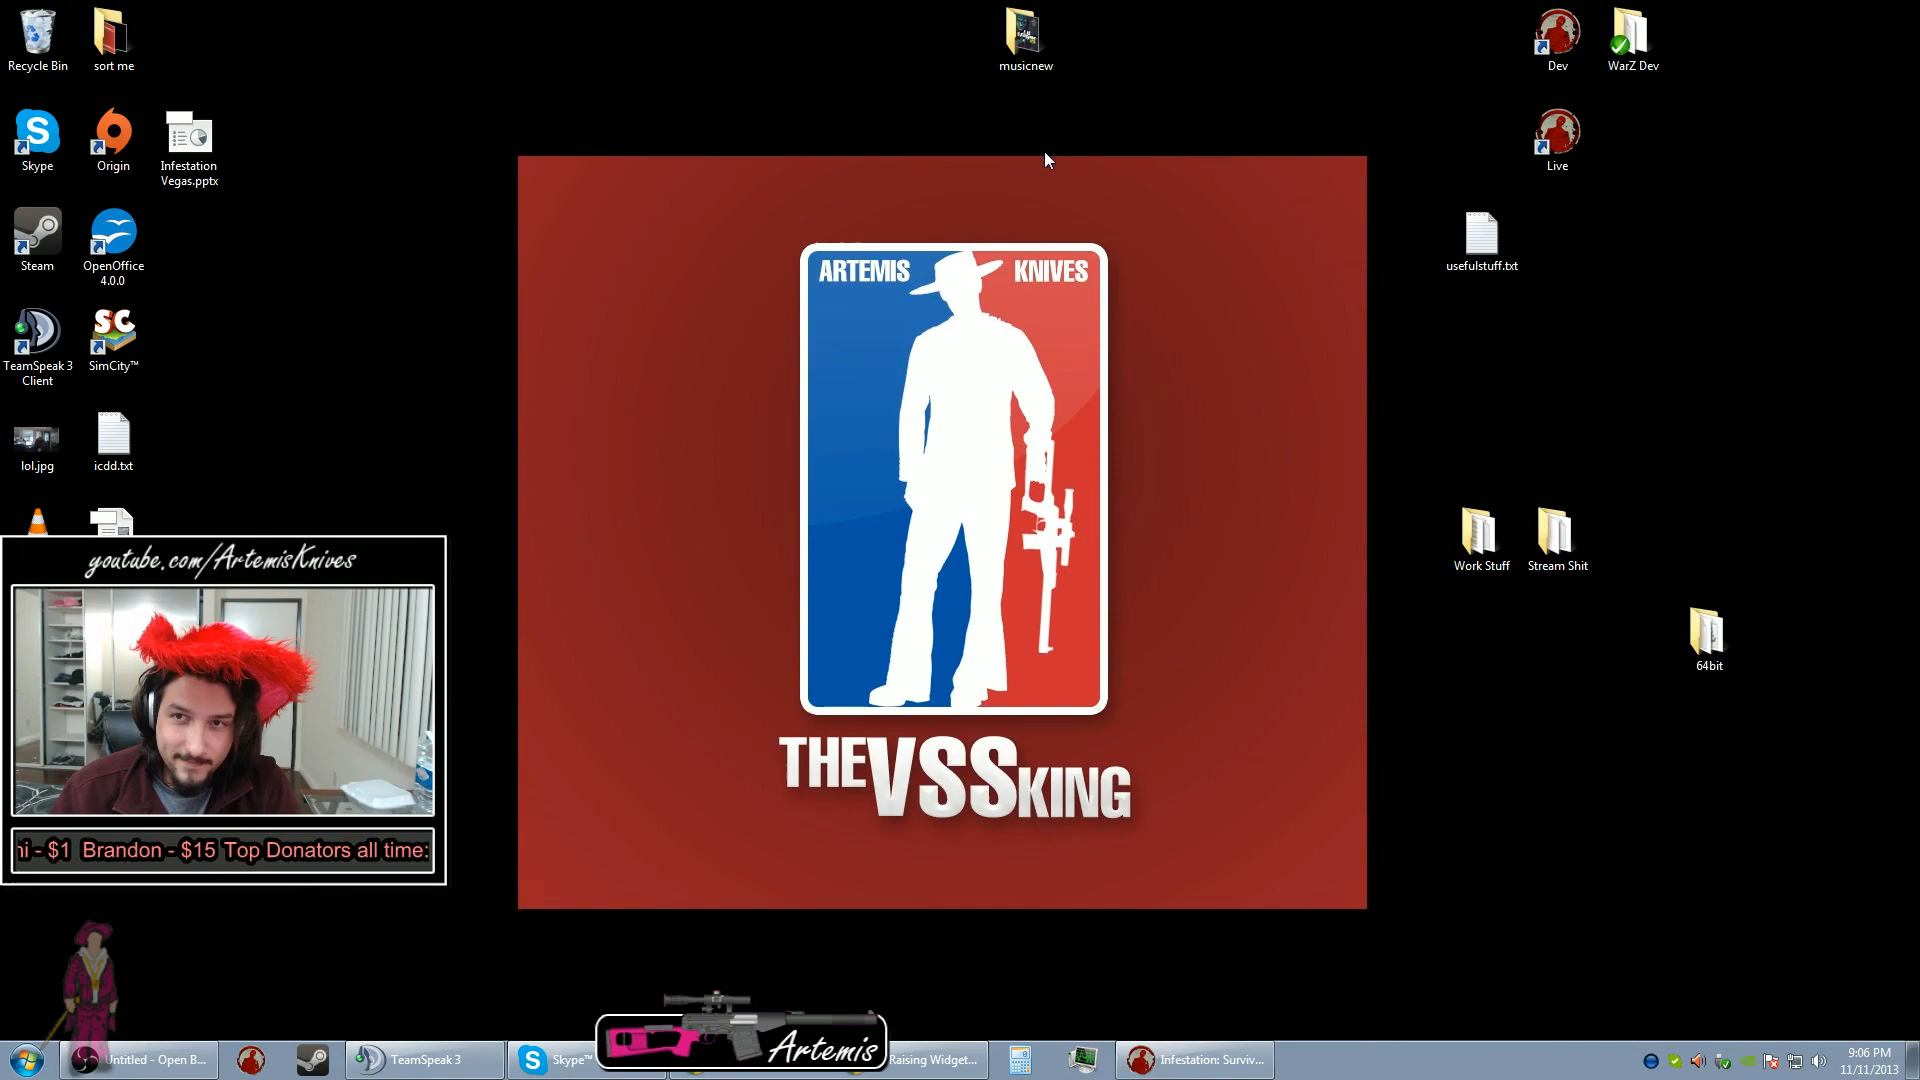 Recycle Bin
sort me
musicnew
Dev
WarZ Dev
Skype
Origin
Infestation
Vegas.pptx
Live
Steam
OpenOffice
4.0.0
usefulstuff.txt
TeamSpeak 3
Client
SC
SimCity™
lol.jpg
icdd.txt
ARTEMIS
KNIVES
THEVSSKING
Work Stuff
Stream Shit
64bit
youtube.com/ArtemisKnives
- $1 Brandon - $15 Top Donators all time:
Artemis
Untitled - Open B...
TeamSpeak 3
Skype™
Raising Widget...
Infestation: Surviv...
9:06 PM
11/11/2013